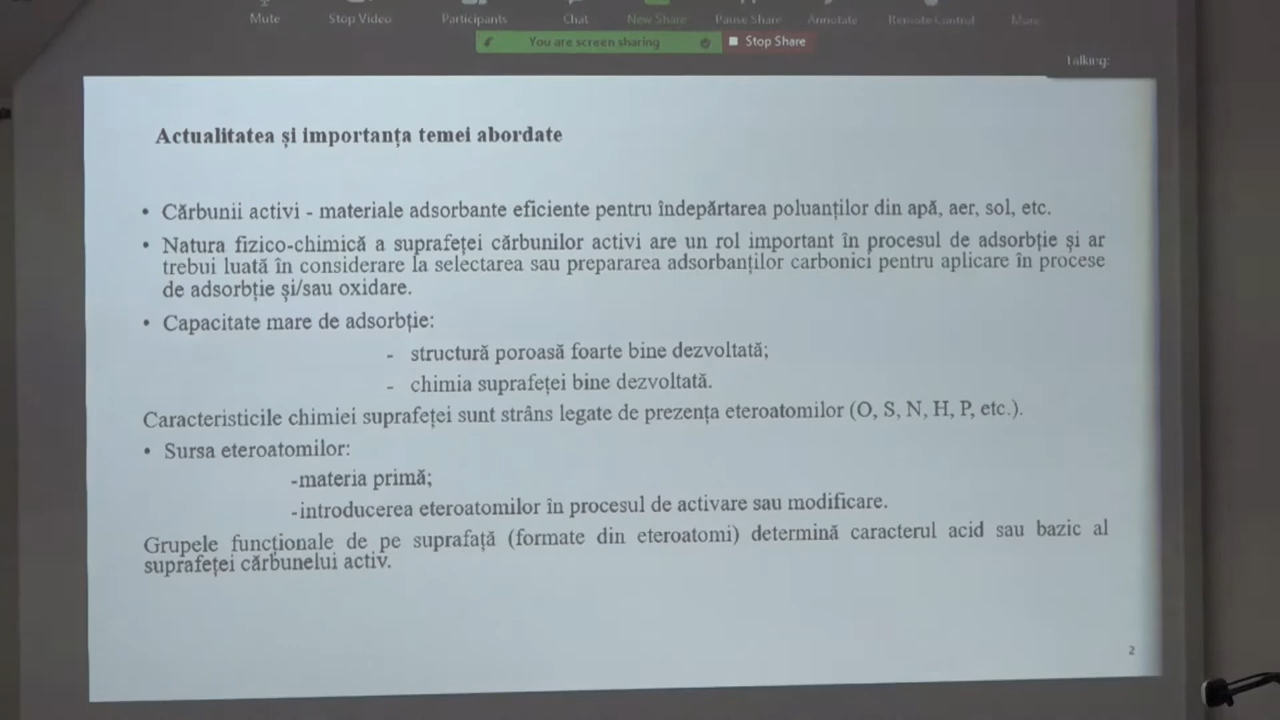 Mute Stop Video Participants Chat New Share Pause Share Annotate Remote Control More
You are screen sharing Stop Share
Talking:
Actualitatea și importanța temei abordate
• Cărbunii activi - materiale adsorbante eficiente pentru îndepărtarea poluanților din apă, aer, sol, etc.
• Natura fizico-chimică a suprafeței cărbunilor activi are un rol important în procesul de adsorbție și ar
trebui luată în considerare la selectarea sau prepararea adsorbanților carbonici pentru aplicare în procese
de adsorbție și/sau oxidare.
• Capacitate mare de adsorbție:
- structură poroasă foarte bine dezvoltată;
- chimia suprafeței bine dezvoltată.
Caracteristicile chimiei suprafeței sunt strâns legate de prezența eteroatomilor (O, S, N, H, P, etc.).
• Sursa eteroatomilor:
-materia primă;
-introducerea eteroatomilor în procesul de activare sau modificare.
Grupele funcționale de pe suprafață (formate din eteroatomi) determină caracterul acid sau bazic al
suprafeței cărbunelui activ.
2